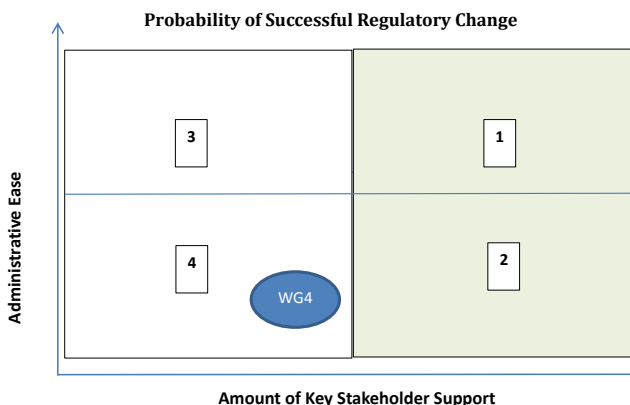 Probability of Successful Regulatory Change
3
1
Administrative Ease
4
2
WG4
Amount of Key Stakeholder Support